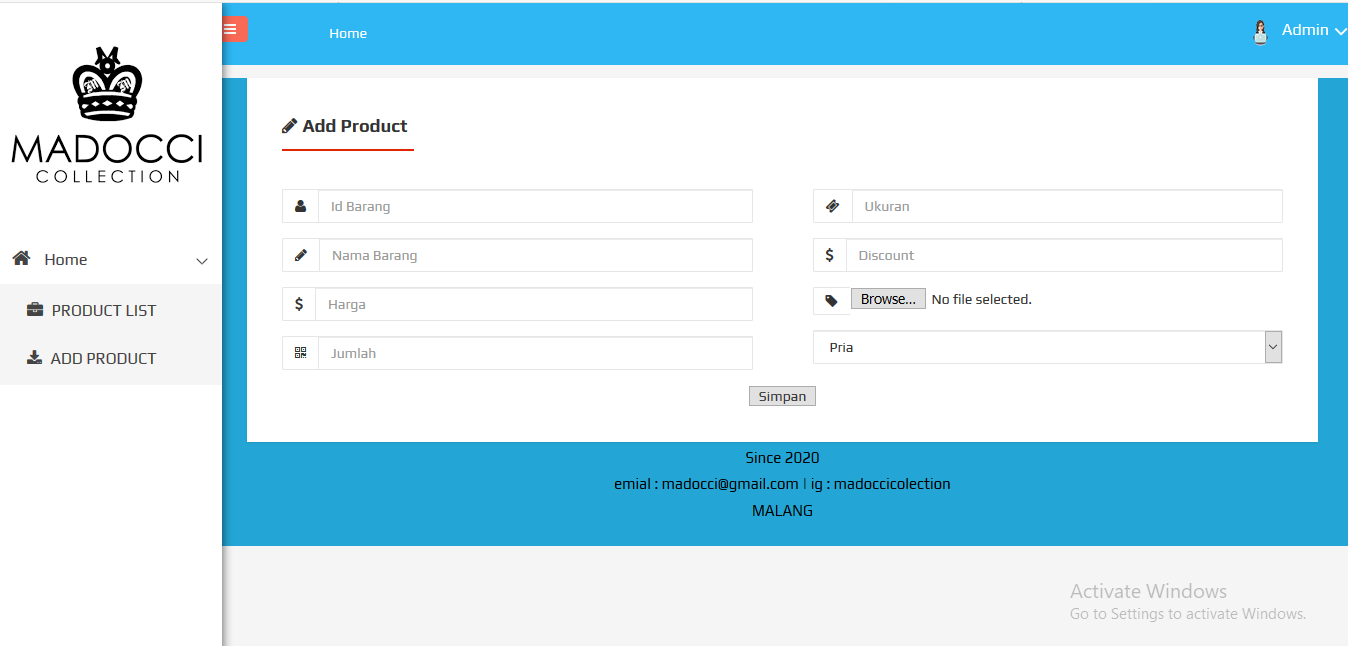 MADOCCI
COLLECTION
Home
PRODUCT LIST
ADD PRODUCT
Home
Admin
Add Product
Id Barang
Ukuran
Nama Barang
Discount
Harga
Browse... No file selected.
Jumlah
Pria
Simpan
Since 2020
emial : madocci@gmail.com | ig : madoccicolection
MALANG
Activate Windows
Go to Settings to activate Windows.